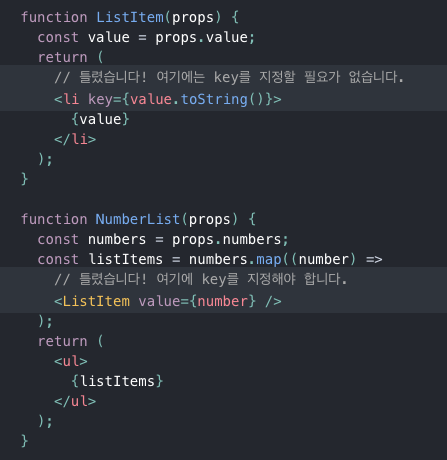 function ListItem(props) {
  const value = props.value;
  return (
    // 틀렸습니다! 여기에는 key를 지정할 필요가 없습니다.
    <li key={value.toString()}>
      {value}
    </li>
  );
}

function NumberList(props) {
  const numbers = props.numbers;
  const listItems = numbers.map((number) =>
    // 틀렸습니다! 여기에 key를 지정해야 합니다.
    <ListItem value={number} />
  );
  return (
    <ul>
      {listItems}
    </ul>
  );
}